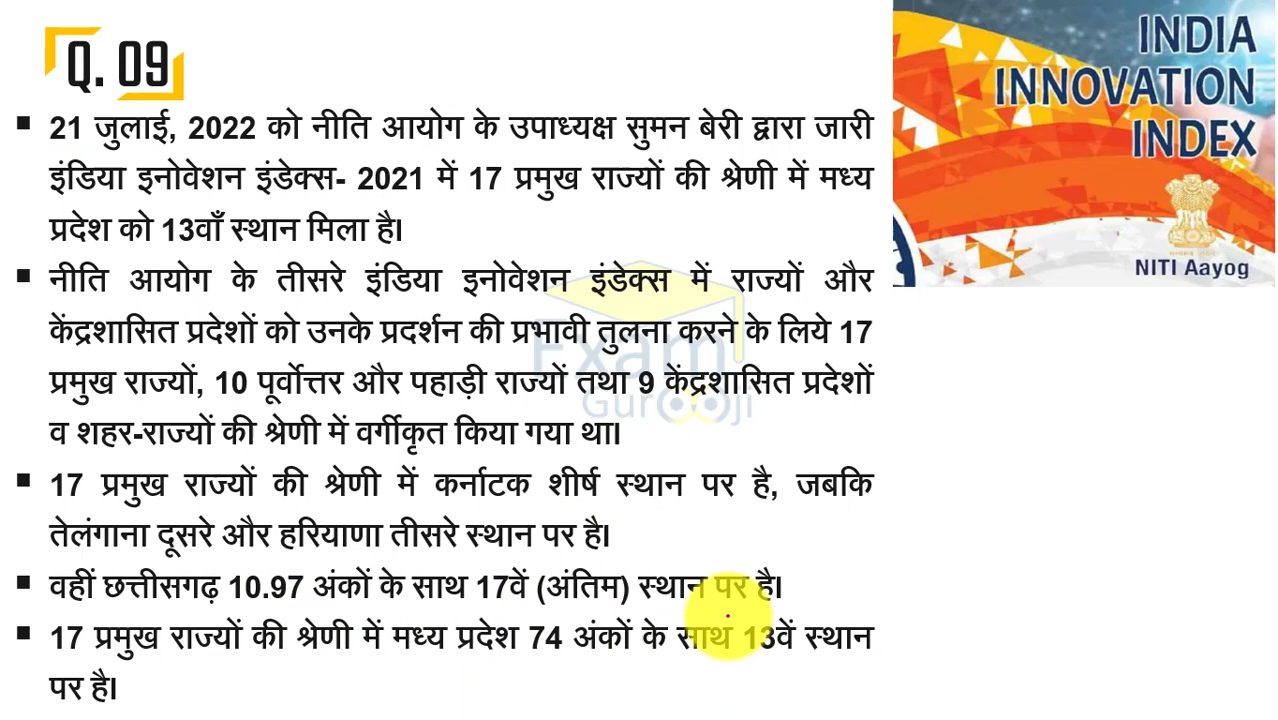 Q. 09
INDIA
INNOVATION
INDEX
NITI Aayog
▪ 21 जुलाई, 2022 को नीति आयोग के उपाध्यक्ष सुमन बेरी द्वारा जारी
इंडिया इनोवेशन इंडेक्स- 2021 में 17 प्रमुख राज्यों की श्रेणी में मध्य
प्रदेश को 13वाँ स्थान मिला है।
▪ नीति आयोग के तीसरे इंडिया इनोवेशन इंडेक्स में राज्यों और
केंद्रशासित प्रदेशों को उनके प्रदर्शन की प्रभावी तुलना करने के लिये 17
प्रमुख राज्यों, 10 पूर्वोत्तर और पहाड़ी राज्यों तथा 9 केंद्रशासित प्रदेशों
व शहर-राज्यों की श्रेणी में वर्गीकृत किया गया था।
▪ 17 प्रमुख राज्यों की श्रेणी में कर्नाटक शीर्ष स्थान पर है, जबकि
तेलंगाना दूसरे और हरियाणा तीसरे स्थान पर है।
▪ वहीं छत्तीसगढ़ 10.97 अंकों के साथ 17वें (अंतिम) स्थान पर है।
▪ 17 प्रमुख राज्यों की श्रेणी में मध्य प्रदेश 74 अंकों के साथ 13वें स्थान
पर है।
Exam
Gurooji